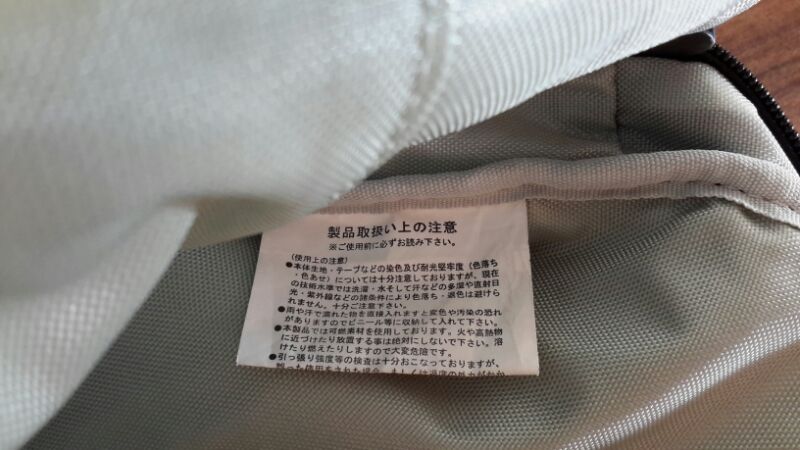 製品取扱い上の注意
※ご使用前に必ずお読み下さい。
(使用上の注意)
●本体生地・テープなどの染色及び耐光堅牢度(色落ち
・色あせ)については十分注意しておりますが、現在
の技術水準では洗濯・水そして汗などの多湿や直射日
光・紫外線などの諸条件により色落ち・退色は避けら
れません。十分ご注意下さい。
●雨や汗で濡れた物を直接入れますと変色や汚染の恐れ
がありますのでビニール等に収納して入れて下さい。
●本製品では可燃素材を使用しております。火や高熱物
に近づけたり放置する事は絶対にしないで下さい。溶
けたり燃えたりしますので大変危険です。
●引っ張り強度等の検査は十分おこなっておりますが、